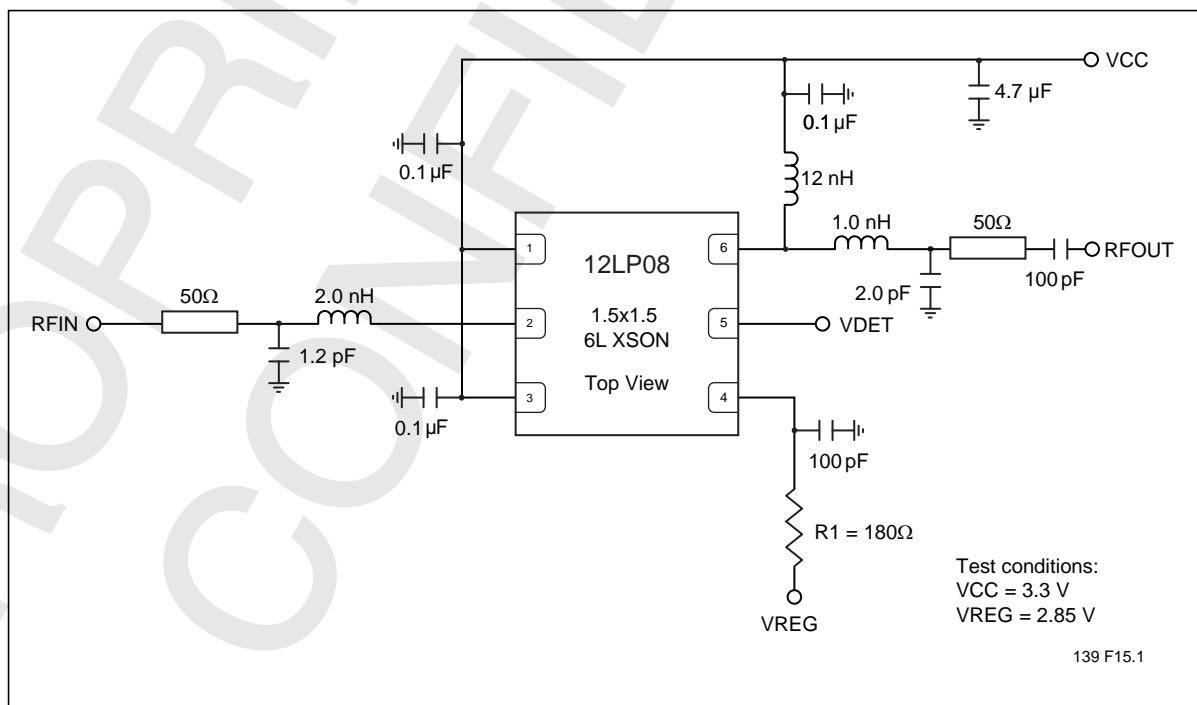 VCC
4.7 µF
0.1 µF
0.1 µF
12 nH
1.0 nH
50Ω
RFOUT
100 pF
2.0 pF
1
6
12LP08
50Ω
2.0 nH
RFIN
2
1.5x1.5
6L XSON
5
VDET
1.2 pF
Top View
3
4
0.1 µF
100 pF
R1 = 180Ω
VREG
Test conditions:
VCC = 3.3 V
VREG = 2.85 V
139 F15.1